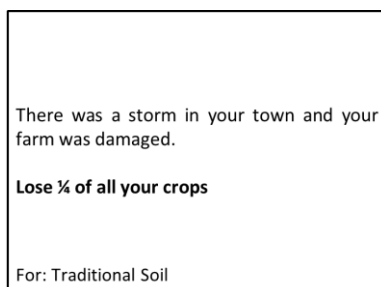 There was a storm in your town and your
farm was damaged.
Lose ¼ of all your crops
For: Traditional Soil